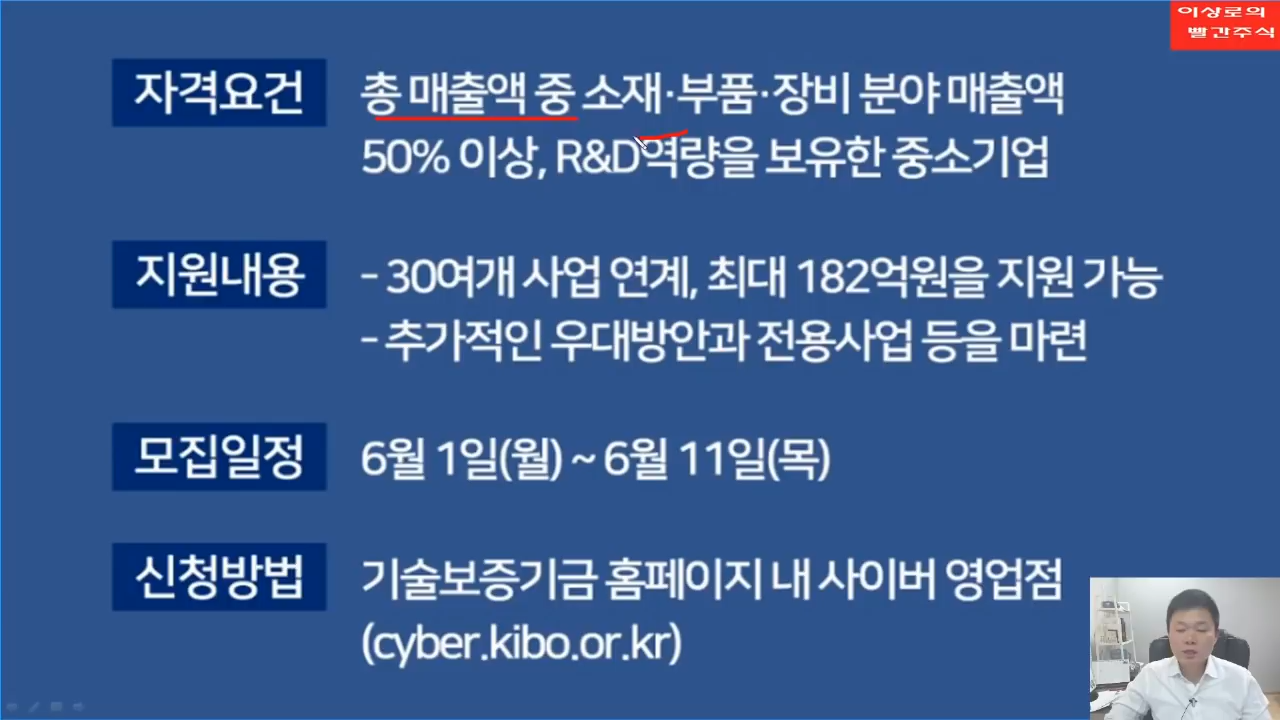 이상로의
빨간주식
자격요건
총 매출액 중 소재·부품·장비 분야 매출액
50% 이상, R&D역량을 보유한 중소기업
지원내용
- 30여개 사업 연계, 최대 182억원을 지원 가능
- 추가적인 우대방안과 전용사업 등을 마련
모집일정
6월 1일(월) ~ 6월 11일(목)
신청방법
기술보증기금 홈페이지 내 사이버 영업점
(cyber.kibo.or.kr)